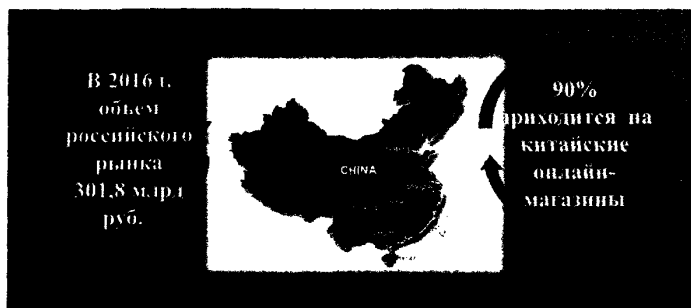 В 2016 г.
объем
российского
рынка
301,8 млрд
руб.
CHINA
90%
приходится на
китайские
онлайн-
магазины